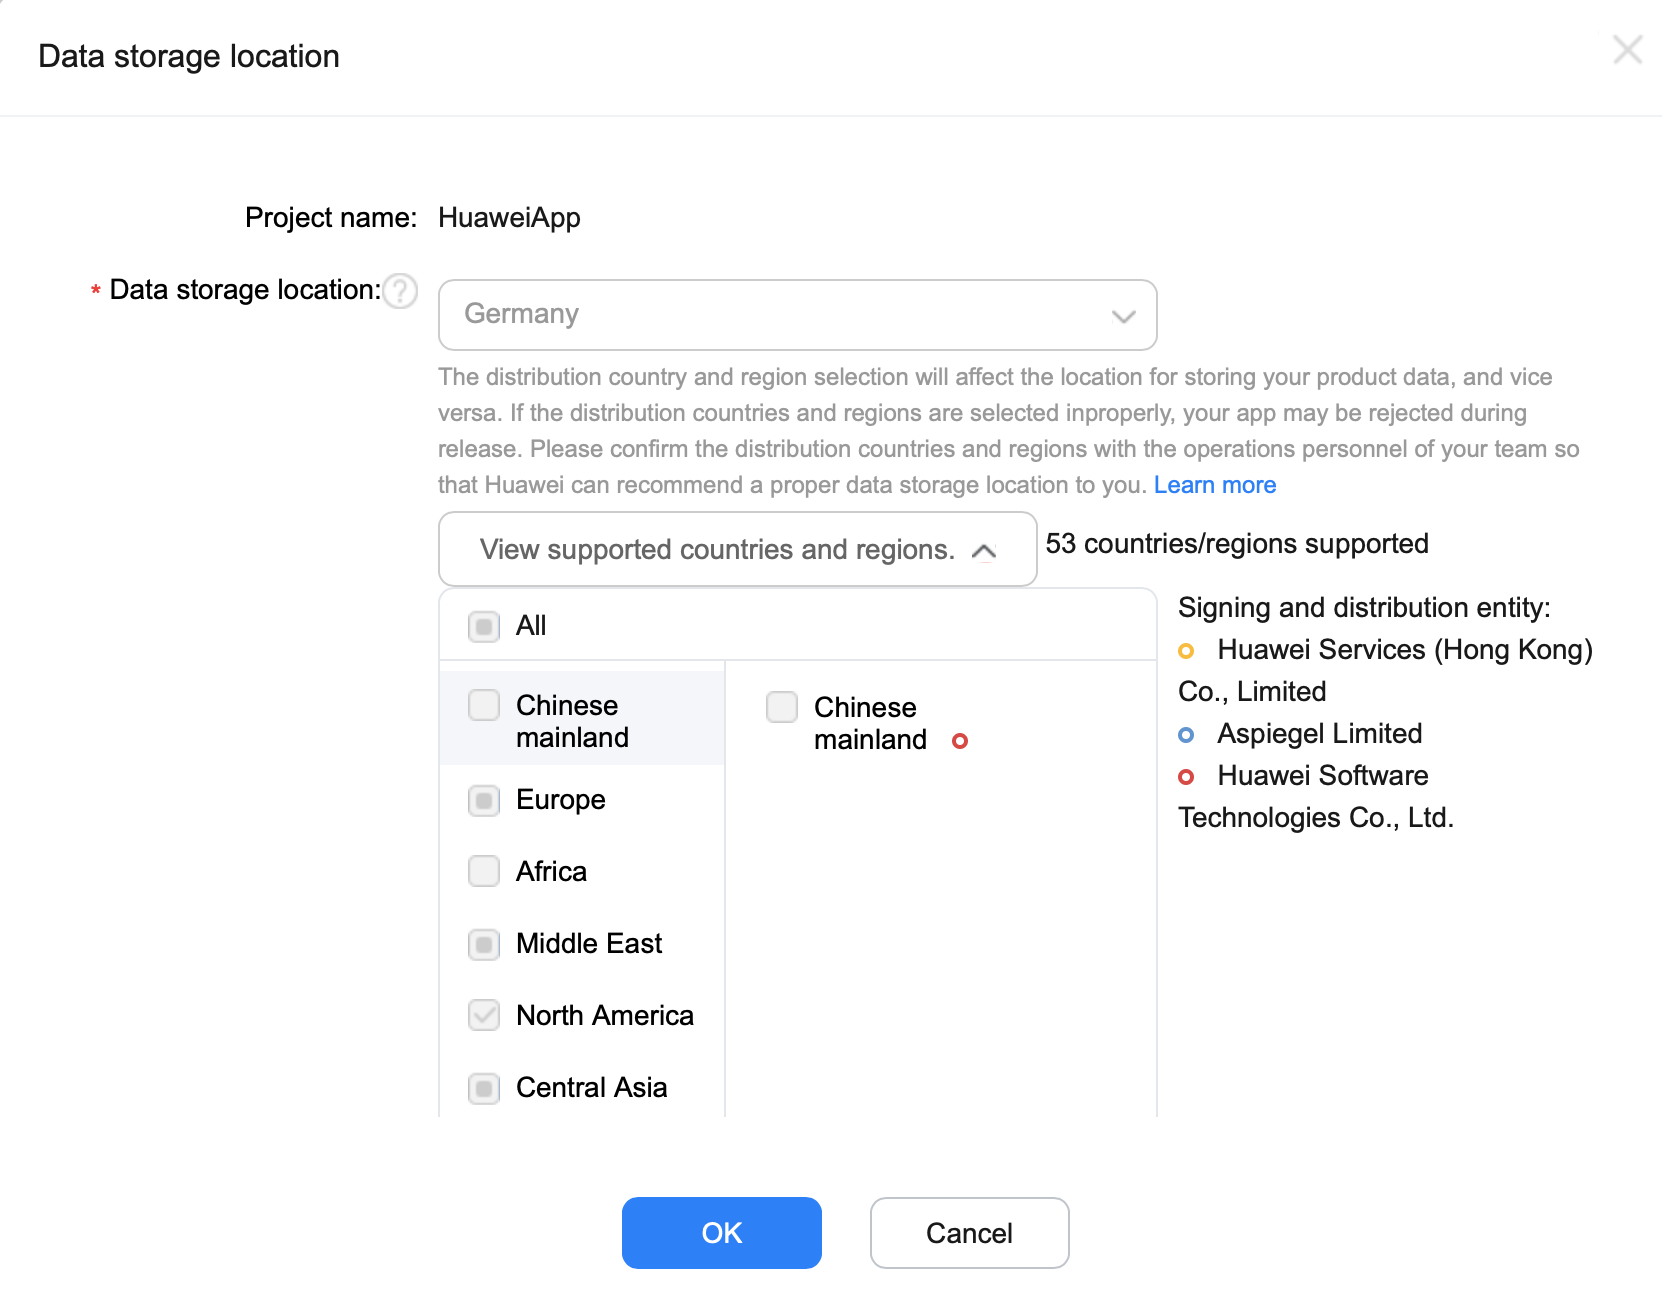 Data storage location
Project name: HuaweiApp
* Data storage location: ?
Germany
The distribution country and region selection will affect the location for storing your product data, and vice
versa. If the distribution countries and regions are selected inproperly, your app may be rejected during
release. Please confirm the distribution countries and regions with the operations personnel of your team so
that Huawei can recommend a proper data storage location to you. Learn more
View supported countries and regions.
53 countries/regions supported
All
Chinese
mainland
Europe
Africa
Middle East
North America
Central Asia
Chinese
mainland
Signing and distribution entity:
Huawei Services (Hong Kong)
Co., Limited
Aspiegel Limited
Huawei Software
Technologies Co., Ltd.
OK
Cancel